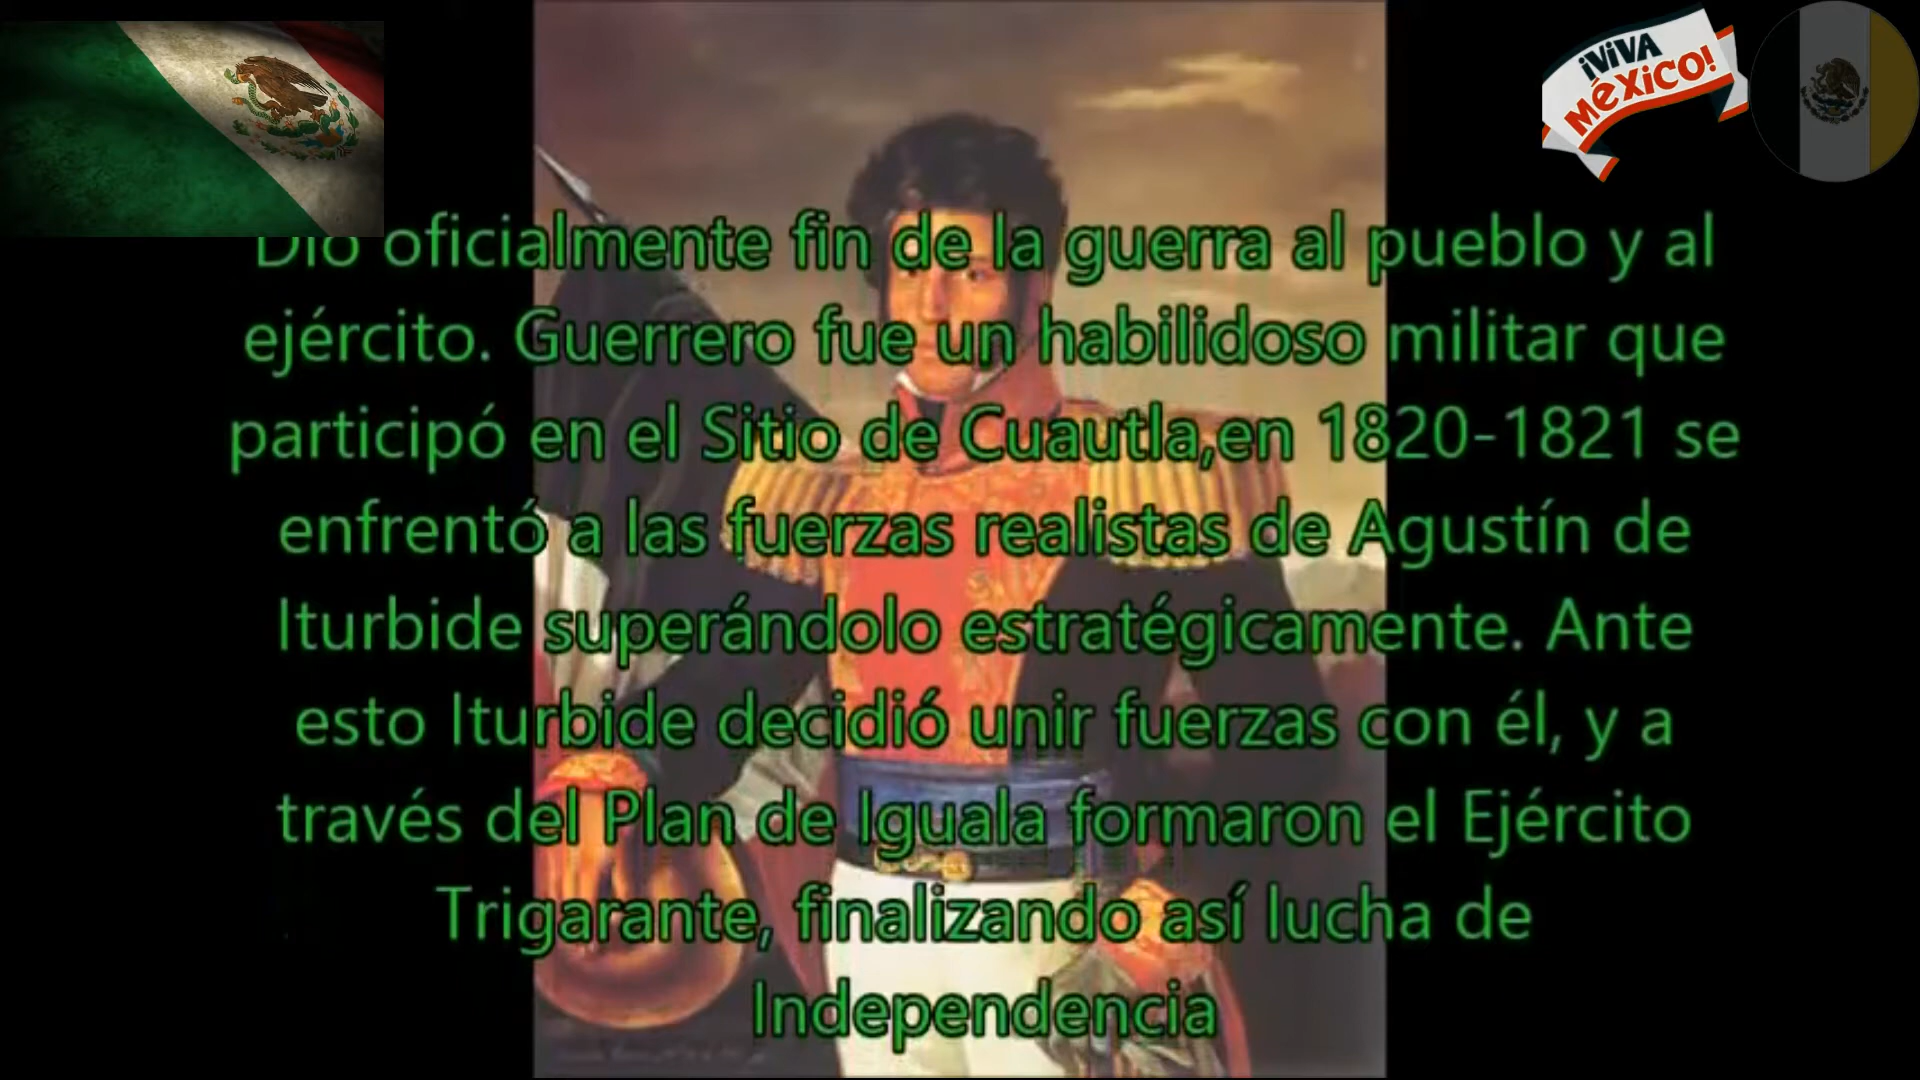 ¡ViVA
MéXiCO!
Dio oficialmente fin de la guerra al pueblo y al
ejército. Guerrero fue un habilidoso militar que
participó en el Sitio de Cuautla,en 1820-1821 se
enfrentó a las fuerzas realistas de Agustín de
Iturbide superándolo estratégicamente. Ante
esto Iturbide decidió unir fuerzas con él, y a
través del Plan de Iguala formaron el Ejército
Trigarante, finalizando así lucha de
Independencia